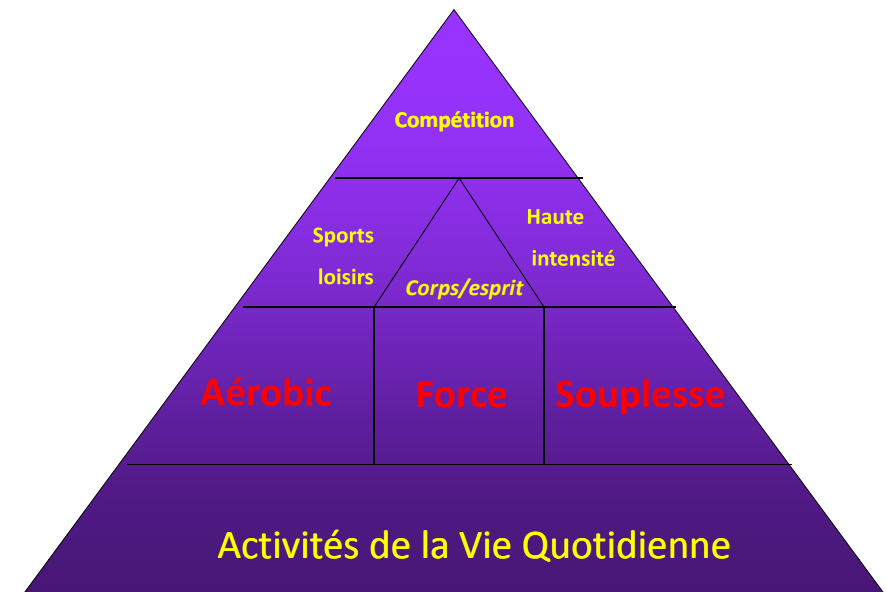 Compétition
Sports
loisirs
Haute
intensité
Corps/esprit
Aérobic
Force
Souplesse
Activités de la Vie Quotidienne